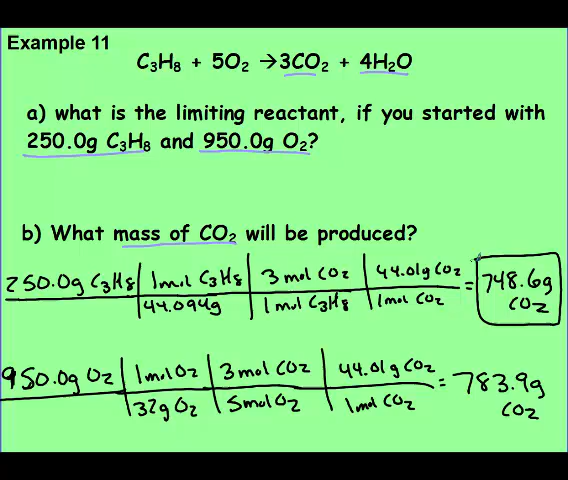 Example 11
C₃H₈ + 5O₂ → 3CO₂ + 4H₂O
a) what is the limiting reactant, if you started with
250.0g C₃H₈ and 950.0g O₂?
b) What mass of CO₂ will be produced?
250.0g C₃H₈ | 1mol C₃H₈ | 3 mol CO₂ | 44.01g CO₂ = 748.6g
44.094g | 1mol C₃H₈ | 1mol CO₂ CO₂
950.0g O₂ | 1mol O₂ | 3 mol CO₂ | 44.01g CO₂ = 783.9g
32g O₂ | 5mol O₂ | 1mol CO₂ CO₂